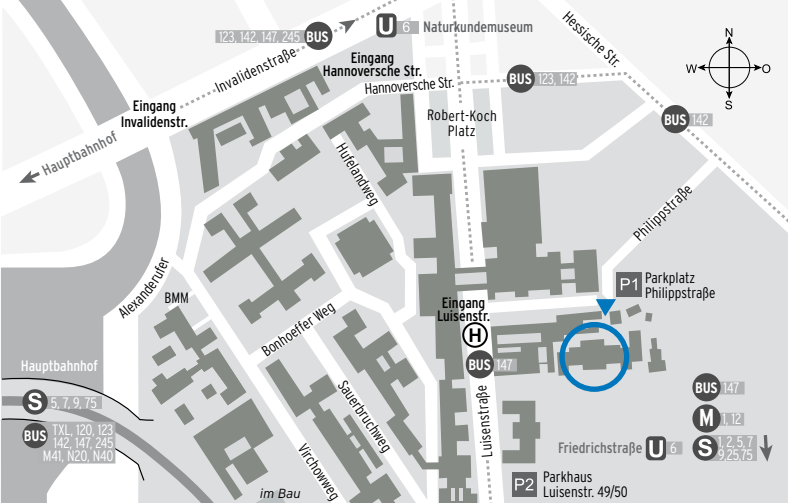 123, 142, 147, 245 BUS
U 6 Naturkundemuseum
Hessische Str.
N
W O
S
Invalidenstraße
Eingang
Hannoversche Str.
Hannoversche Str.
BUS 123, 142
Eingang
Invalidenstr.
Robert-Koch
Platz
BUS 142
Hauptbahnhof
Hufelandweg
Philippstraße
Alexanderufer
BMM
P1 Parkplatz
Philippstraße
Eingang
Luisenstr.
H
Bonhoeffer Weg
BUS 147
Hauptbahnhof
S 5, 7, 9, 75
BUS TXL, 120, 123
142, 147, 245
M41, N20, N40
Sauerbruchweg
Luisenstraße
BUS 147
M 1, 12
Friedrichstraße U 6
S 1, 2, 5, 7
9,25,75
Virchowweg
im Bau
P2 Parkhaus
Luisenstr. 49/50